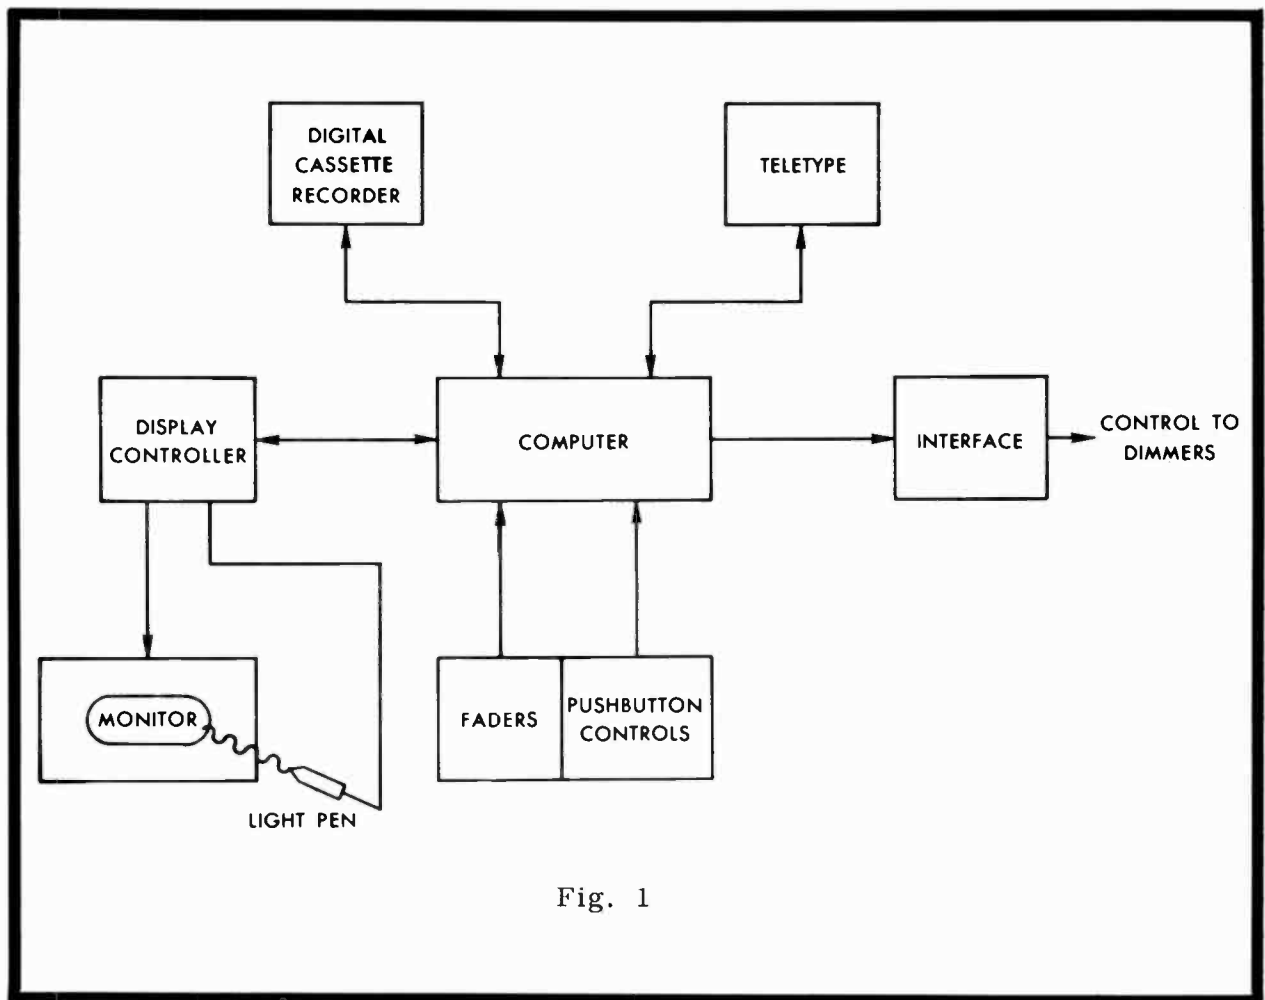 DIGITAL
CASSETTE
RECORDER
TELETYPE
DISPLAY
CONTROLLER
COMPUTER
INTERFACE
CONTROL TO
DIMMERS
MONITOR
FADERS
PUSHBUTTON
CONTROLS
LIGHT PEN
Fig. 1